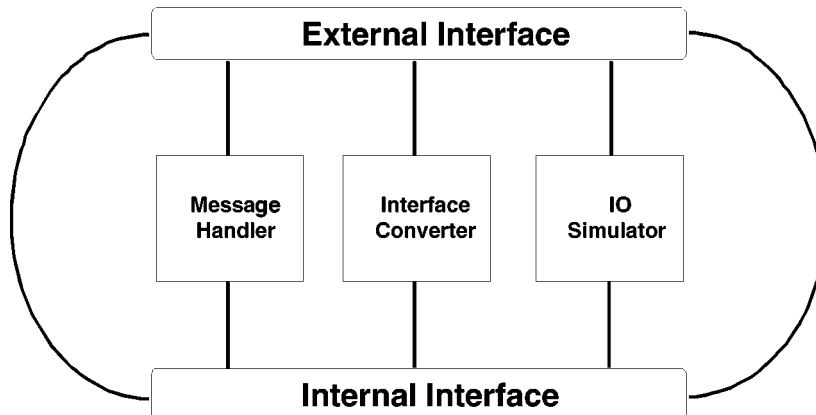 External Interface
Message
Handler
Interface
Converter
IO
Simulator
Internal Interface